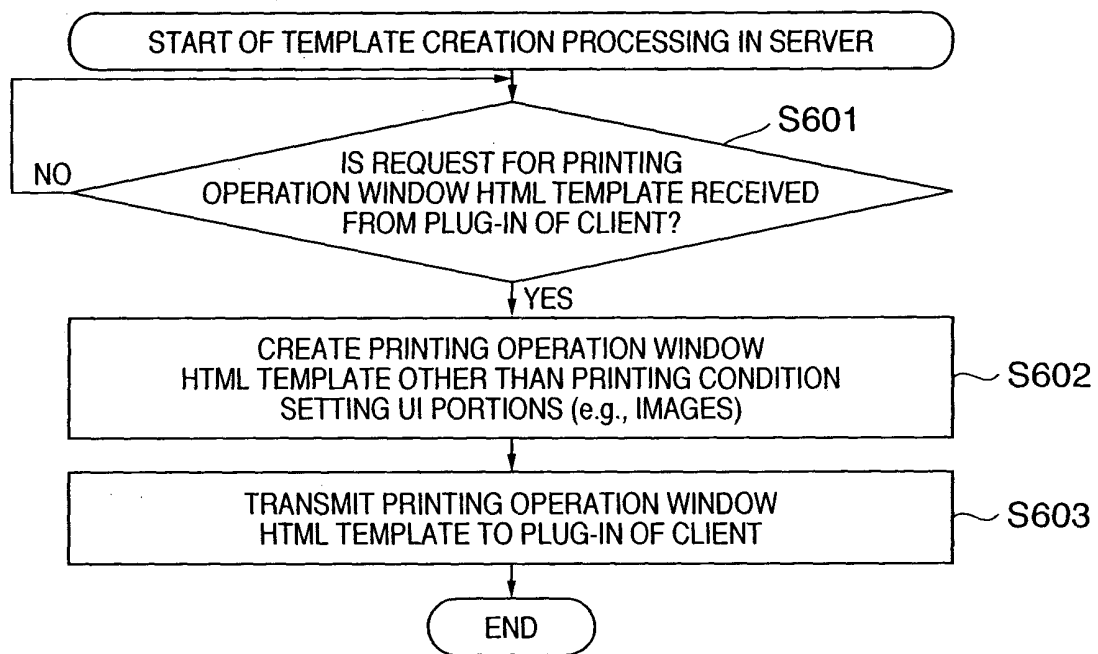 START OF TEMPLATE CREATION PROCESSING IN SERVER
S601
IS REQUEST FOR PRINTING
OPERATION WINDOW HTML TEMPLATE RECEIVED
FROM PLUG-IN OF CLIENT?
NO
YES
CREATE PRINTING OPERATION WINDOW
HTML TEMPLATE OTHER THAN PRINTING CONDITION
SETTING UI PORTIONS (e.g., IMAGES)
S602
TRANSMIT PRINTING OPERATION WINDOW
HTML TEMPLATE TO PLUG-IN OF CLIENT
S603
END